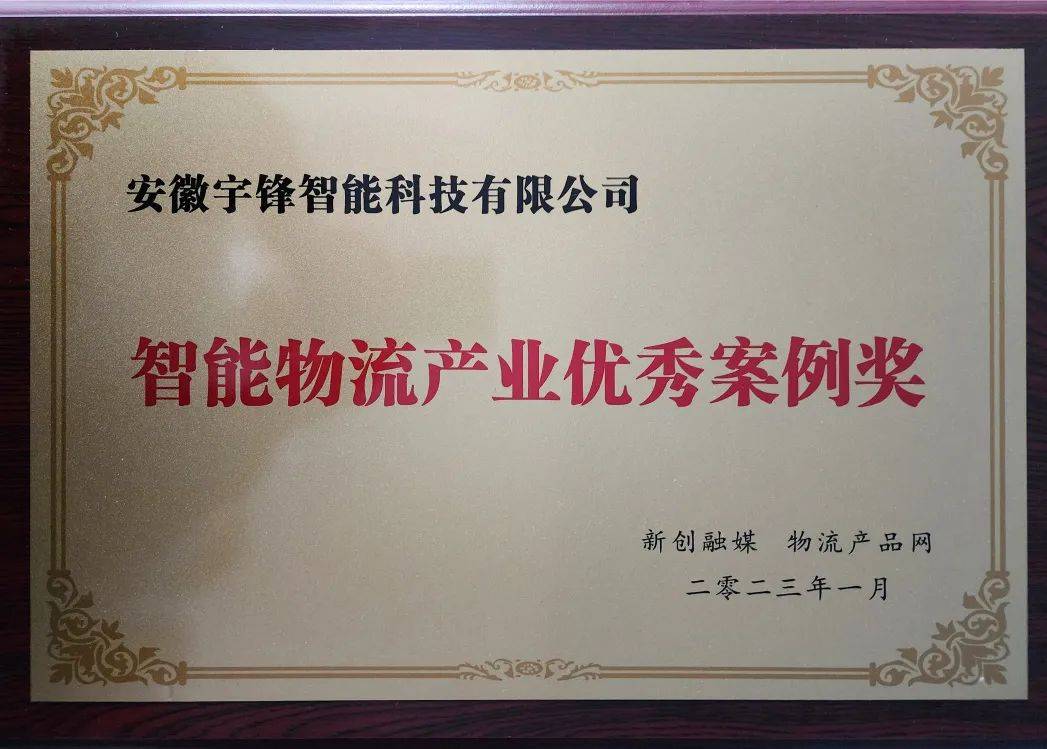 安徽宇锋智能科技有限公司
智能物流产业优秀案例奖
新创融媒 物流产品网
二零二三年一月